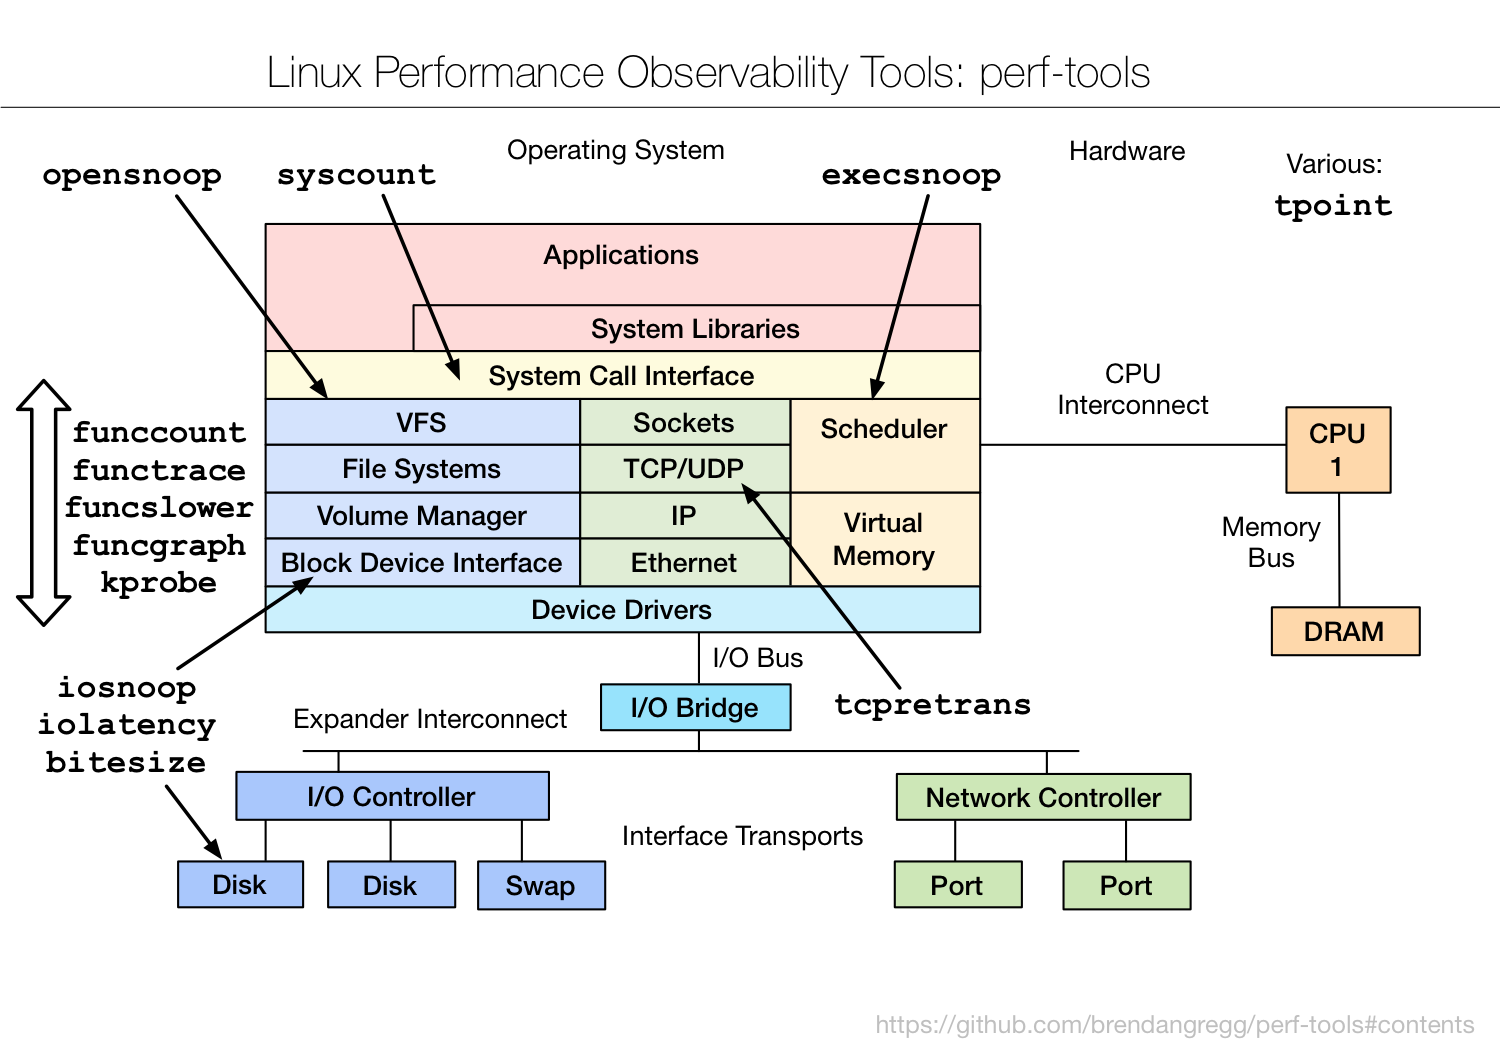 Linux Performance Observability Tools: perf-tools
Operating System
Hardware
Various:
tpoint
opensnoop
syscount
execsnoop
Applications
System Libraries
System Call Interface
VFS
Sockets
Scheduler
File Systems
TCP/UDP
Volume Manager
IP
Virtual
Memory
Block Device Interface
Ethernet
Device Drivers
funccount
functrace
funcslower
funcgraph
kprobe
CPU
Interconnect
CPU
1
Memory
Bus
DRAM
iosnoop
iolatency
bitesize
I/O Bus
I/O Bridge
tcpretrans
Expander Interconnect
I/O Controller
Network Controller
Interface Transports
Disk
Disk
Swap
Port
Port
https://github.com/brendangregg/perf-tools#contents